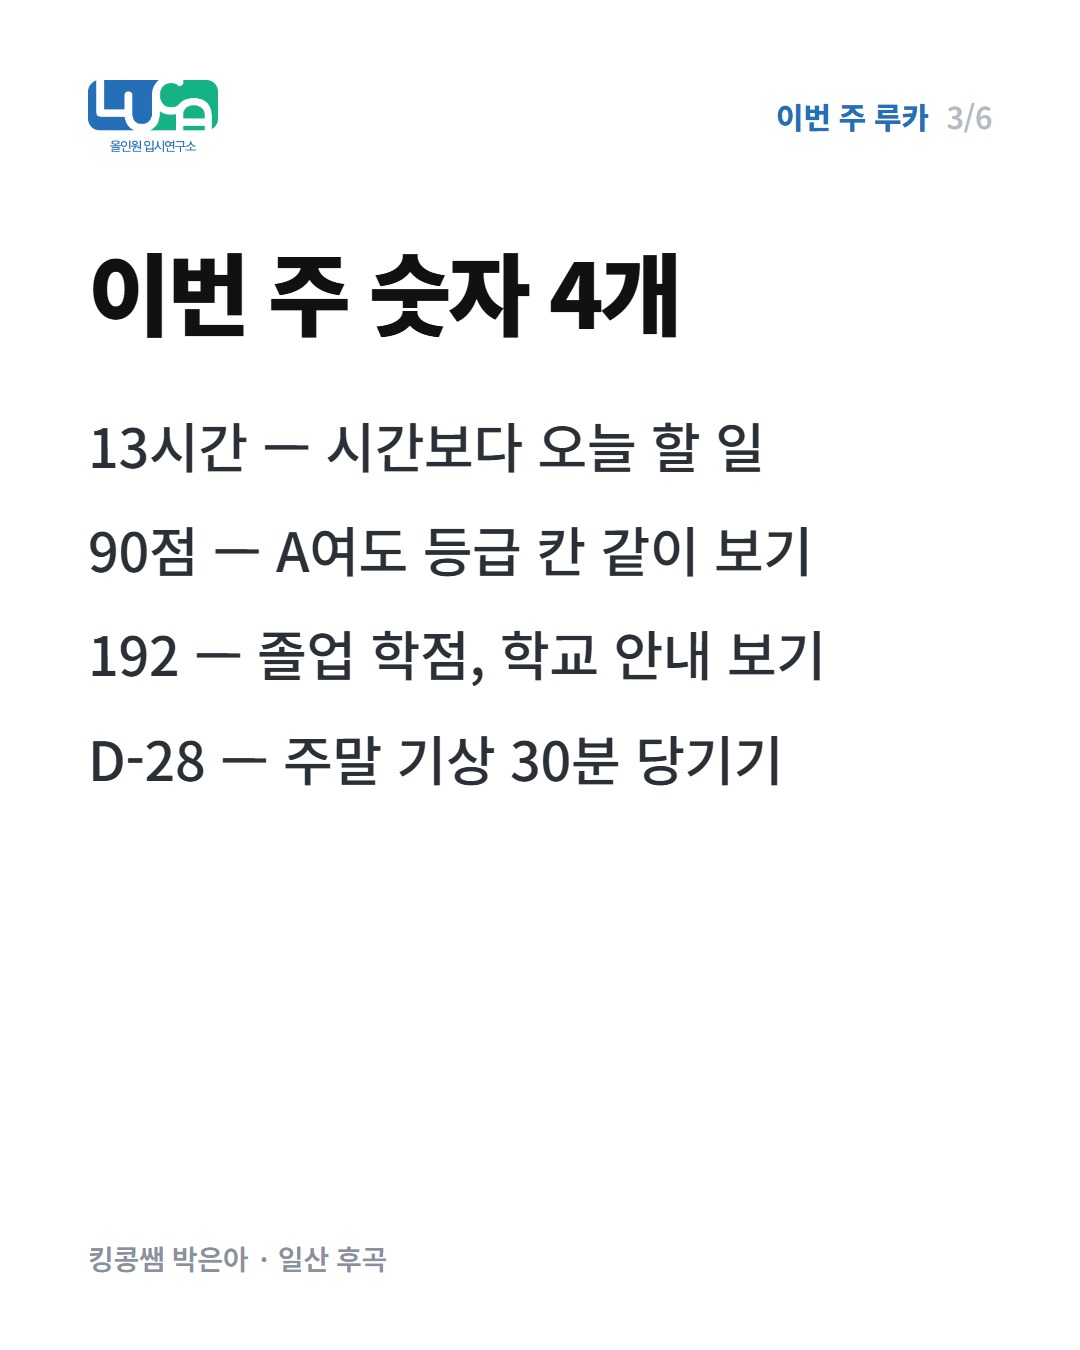 LUCA
올인원 입시연구소
이번 주 루카 3/6
이번 주 숫자 4개
13시간 — 시간보다 오늘 할 일
90점 — A여도 등급 칸 같이 보기
192 — 졸업 학점, 학교 안내 보기
D-28 — 주말 기상 30분 당기기
킹콩쌤 박은아 · 일산 후곡